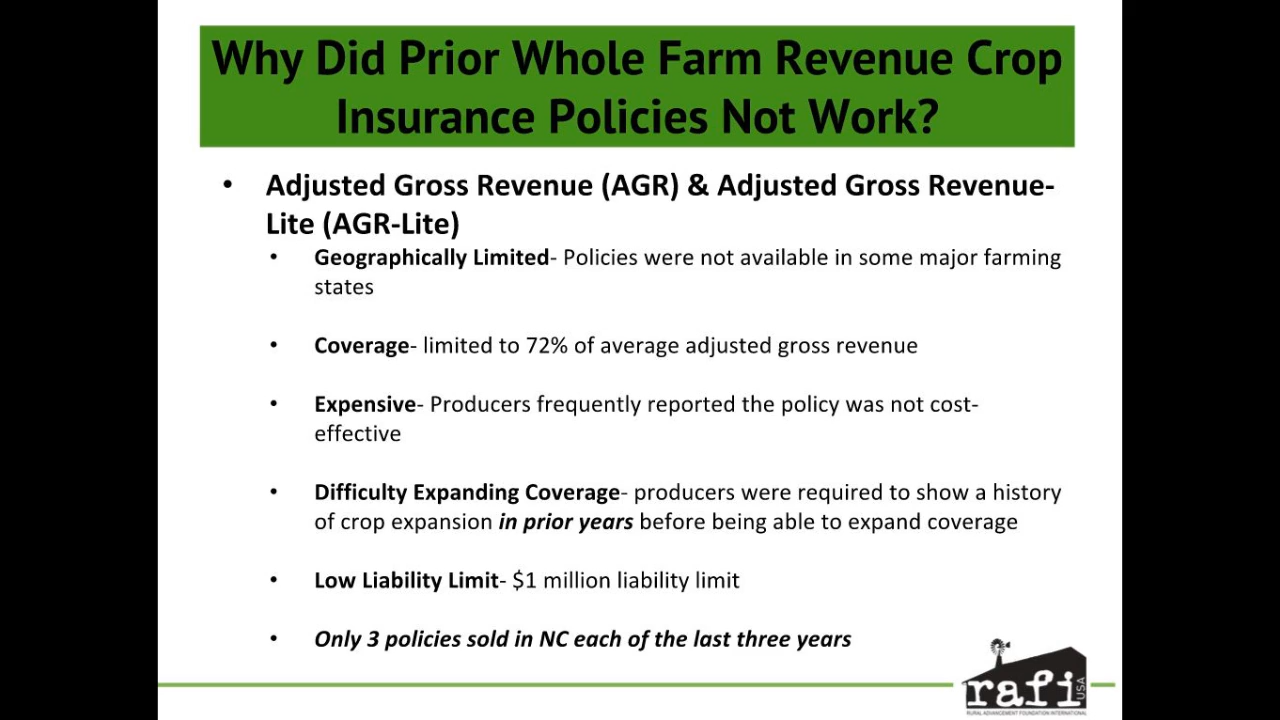 Why Did Prior Whole Farm Revenue Crop
Insurance Policies Not Work?
• Adjusted Gross Revenue (AGR) & Adjusted Gross Revenue-
Lite (AGR-Lite)
• Geographically Limited- Policies were not available in some major farming
states
• Coverage- limited to 72% of average adjusted gross revenue
• Expensive- Producers frequently reported the policy was not cost-
effective
• Difficulty Expanding Coverage- producers were required to show a history
of crop expansion in prior years before being able to expand coverage
• Low Liability Limit- $1 million liability limit
• Only 3 policies sold in NC each of the last three years
rafi
USA
RURAL ADVANCEMENT FOUNDATION INTERNATIONAL